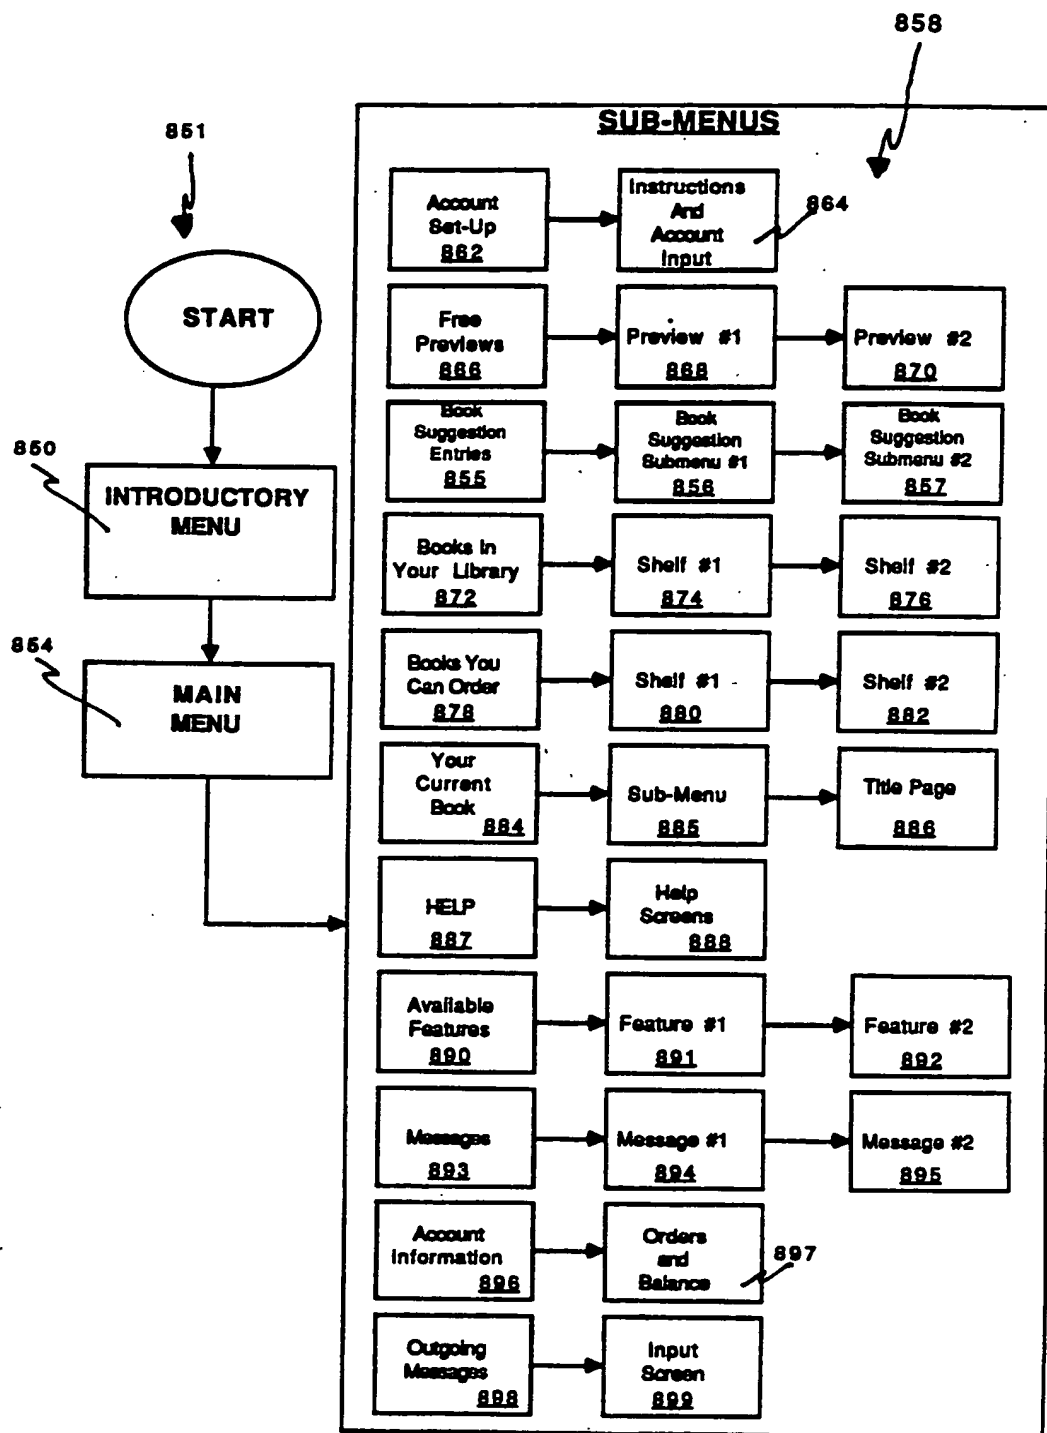 858
SUB-MENUS
851
START
850
INTRODUCTORY
MENU
854
MAIN
MENU
Account
Set-Up
862
Instructions
And
Account
Input
864
Free
Previews
866
Preview #1
868
Preview #2
870
Book
Suggestion
Entries
855
Book
Suggestion
Submenu #1
856
Book
Suggestion
Submenu #2
857
Books In
Your Library
872
Shelf #1
874
Shelf #2
876
Books You
Can Order
878
Shelf #1
880
Shelf #2
882
Your
Current
Book
884
Sub-Menu
885
Title Page
886
HELP
887
Help
Screens
888
Available
Features
890
Feature #1
891
Feature #2
892
Messages
893
Message #1
894
Message #2
895
Account
Information
896
Orders
and
Balance
897
Outgoing
Messages
898
Input
Screen
899